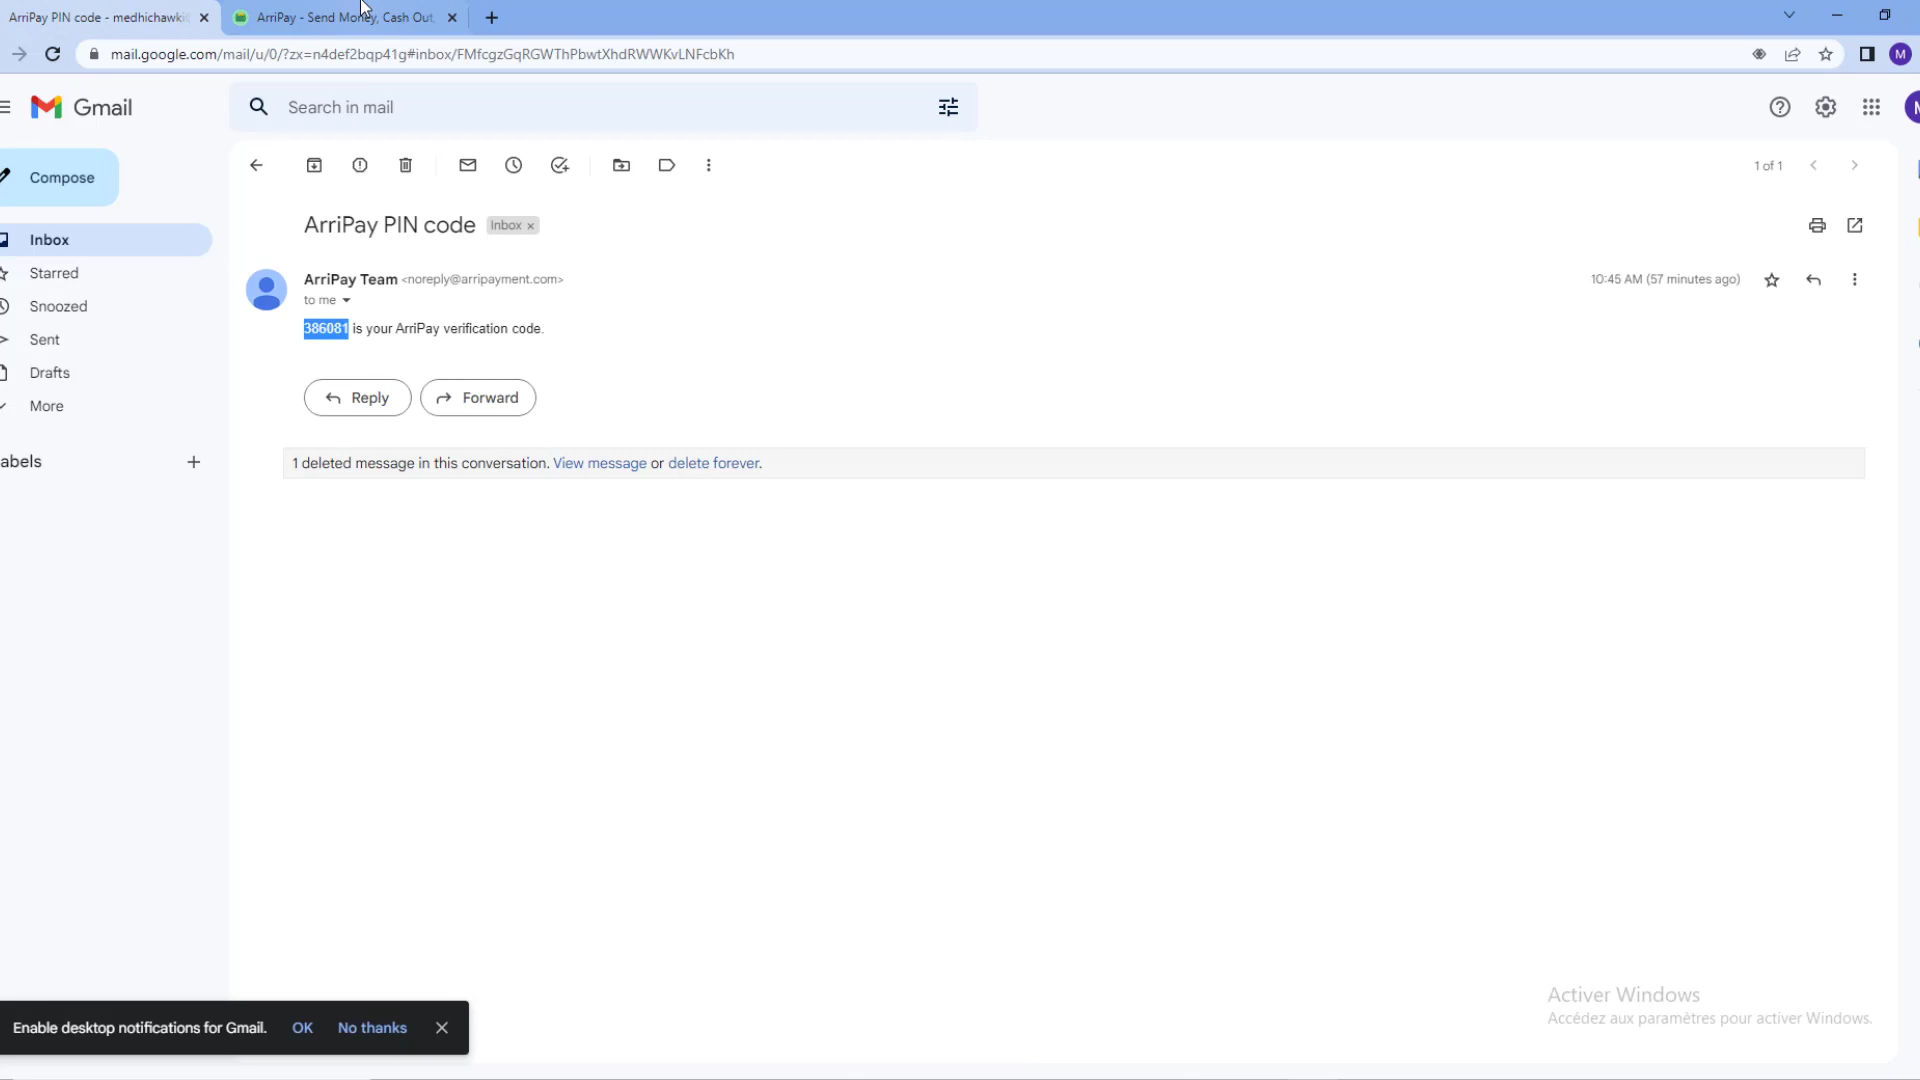 ArriPay PIN code - medhichawki
ArriPay - Send Money, Cash Out,
mail.google.com/mail/u/0/?zx=n4def2bqp41g#inbox/FMfcgzGqRGWThPbwtXhdRWWKvLNFcbKh
M
Gmail
Search in mail
Compose
1 of 1
ArriPay PIN code
Inbox ×
Inbox
Starred
Snoozed
Sent
Drafts
More
abels
ArriPay Team <noreply@arripayment.com>
10:45 AM (57 minutes ago)
to me
386081 is your ArriPay verification code.
Reply
Forward
1 deleted message in this conversation. View message or delete forever.
Activer Windows
Accédez aux paramètres pour activer Windows.
Enable desktop notifications for Gmail. OK No thanks